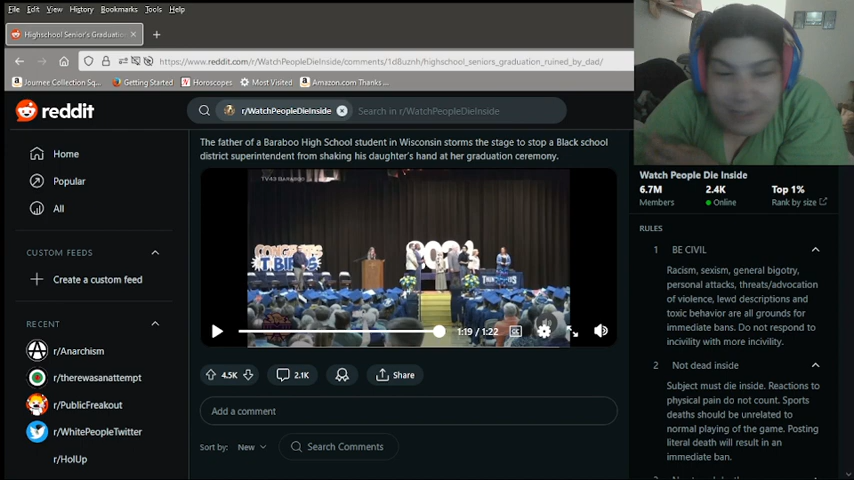 File Edit View History Bookmarks Tools Help
Highschool Senior's Graduatio
https://www.reddit.com/r/WatchPeopleDieInside/comments/1d8uznh/highschool_seniors_graduation_ruined_by_dad/
Journee Collection Sq... Getting Started Horoscopes Most Visited Amazon.com Thanks ...
reddit
r/WatchPeopleDieInside Search in r/WatchPeopleDieInside
Home
Popular
All
CUSTOM FEEDS
Create a custom feed
RECENT
r/Anarchism
r/therewasanattempt
r/PublicFreakout
r/WhitePeopleTwitter
r/HolUp
The father of a Baraboo High School student in Wisconsin storms the stage to stop a Black school
district superintendent from shaking his daughter's hand at her graduation ceremony.
TV43 BARABOO
CONGRATS
T-BIRDS
1:19 / 1:22
4.5K 2.1K Share
Add a comment
Sort by: New Search Comments
Watch People Die Inside
6.7M 2.4K Top 1%
Members Online Rank by size
RULES
1 BE CIVIL
Racism, sexism, general bigotry,
personal attacks, threats/advocation
of violence, lewd descriptions and
toxic behavior are all grounds for
immediate bans. Do not respond to
incivility with more incivility.
2 Not dead inside
Subject must die inside. Reactions to
physical pain do not count. Sports
deaths should be unrelated to
normal playing of the game. Posting
literal death will result in an
immediate ban.